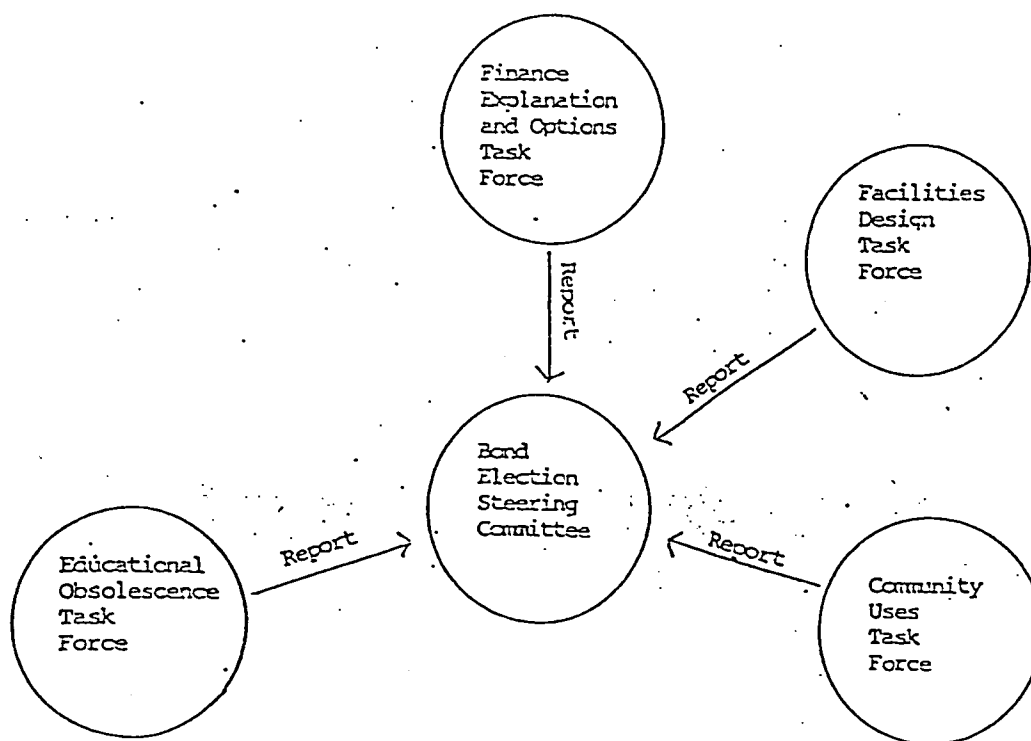 Finance
Explanation
and Options
Task
Force
Facilities
Design
Task
Force
Report
Report
Bond
Election
Steering
Committee
Report
Report
Educational
Obsolescence
Task
Force
Community
Uses
Task
Force